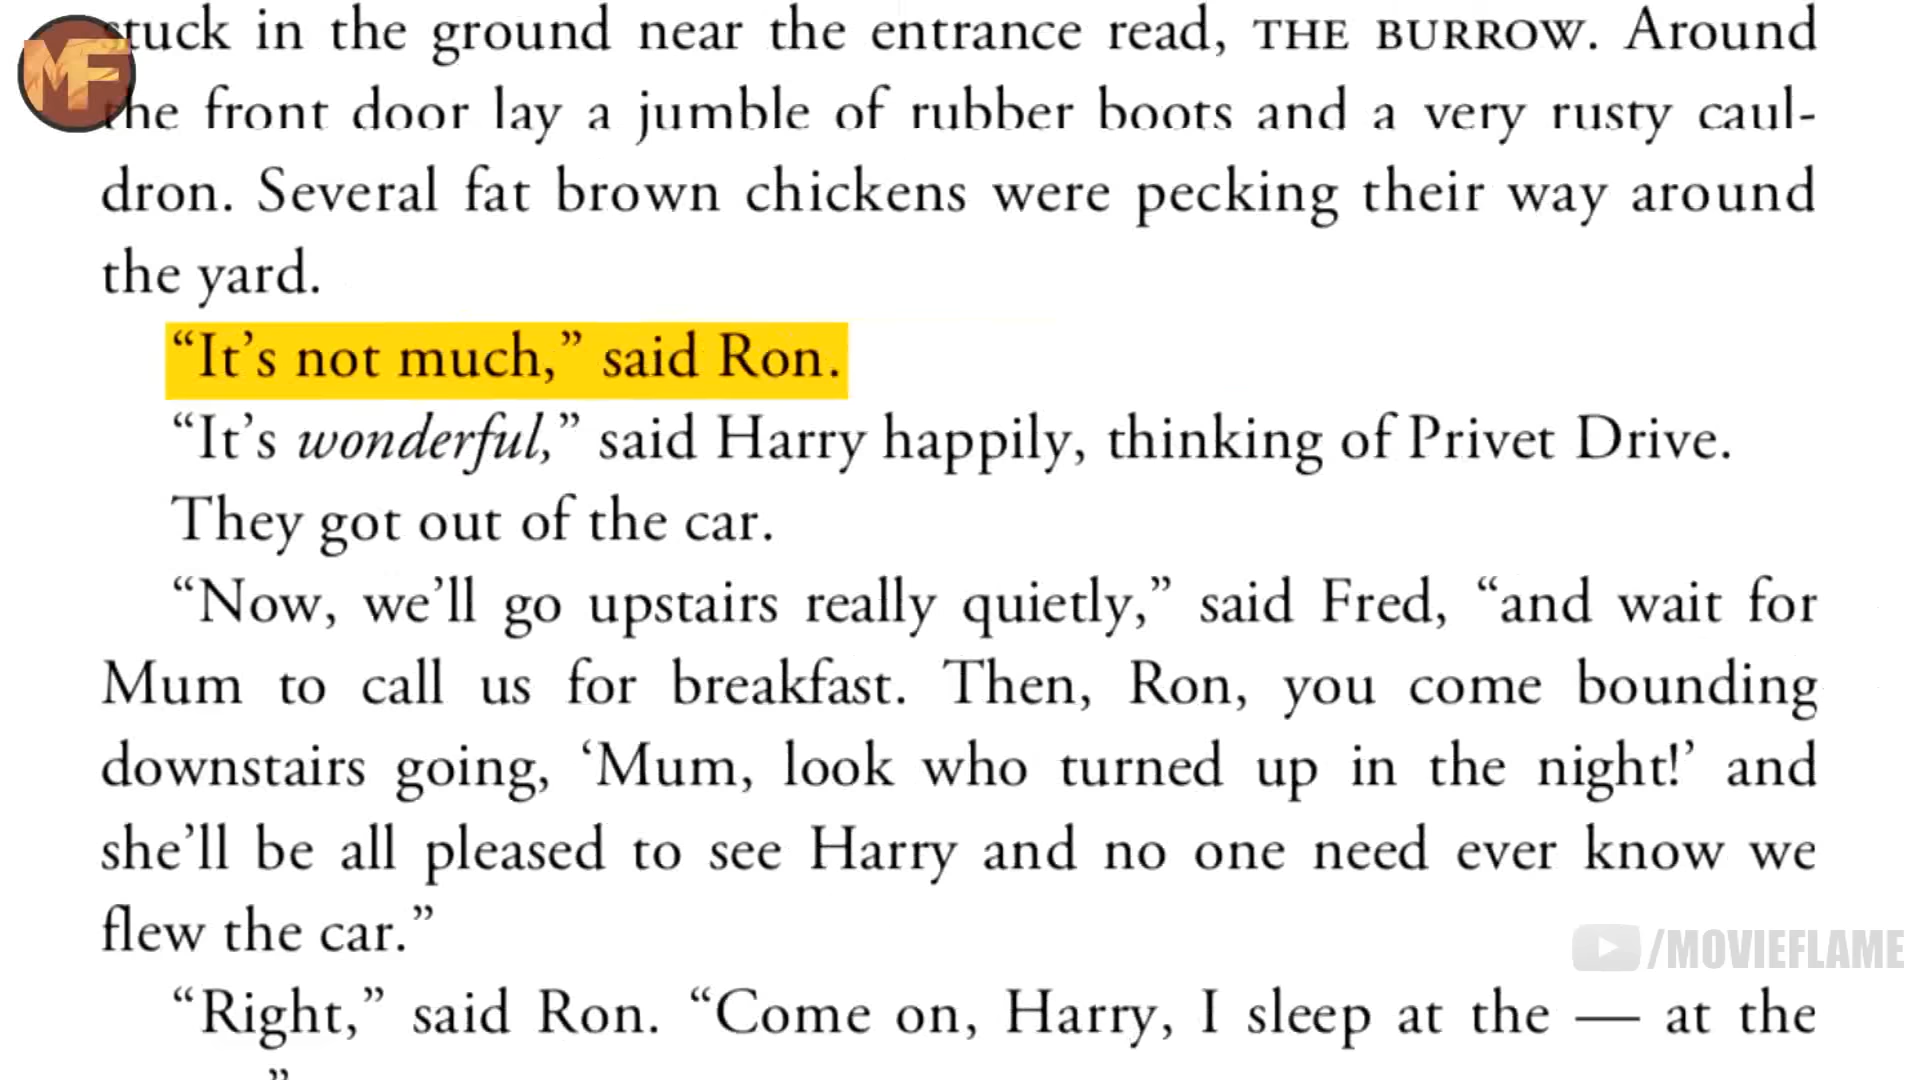 MF
stuck in the ground near the entrance read, THE BURROW. Around
the front door lay a jumble of rubber boots and a very rusty caul-
dron. Several fat brown chickens were pecking their way around
the yard.
“It’s not much,” said Ron.
“It’s wonderful,” said Harry happily, thinking of Privet Drive.
They got out of the car.
“Now, we’ll go upstairs really quietly,” said Fred, “and wait for
Mum to call us for breakfast. Then, Ron, you come bounding
downstairs going, ‘Mum, look who turned up in the night!’ and
she’ll be all pleased to see Harry and no one need ever know we
flew the car.”
/MOVIEFLAME
“Right,” said Ron. “Come on, Harry, I sleep at the — at the